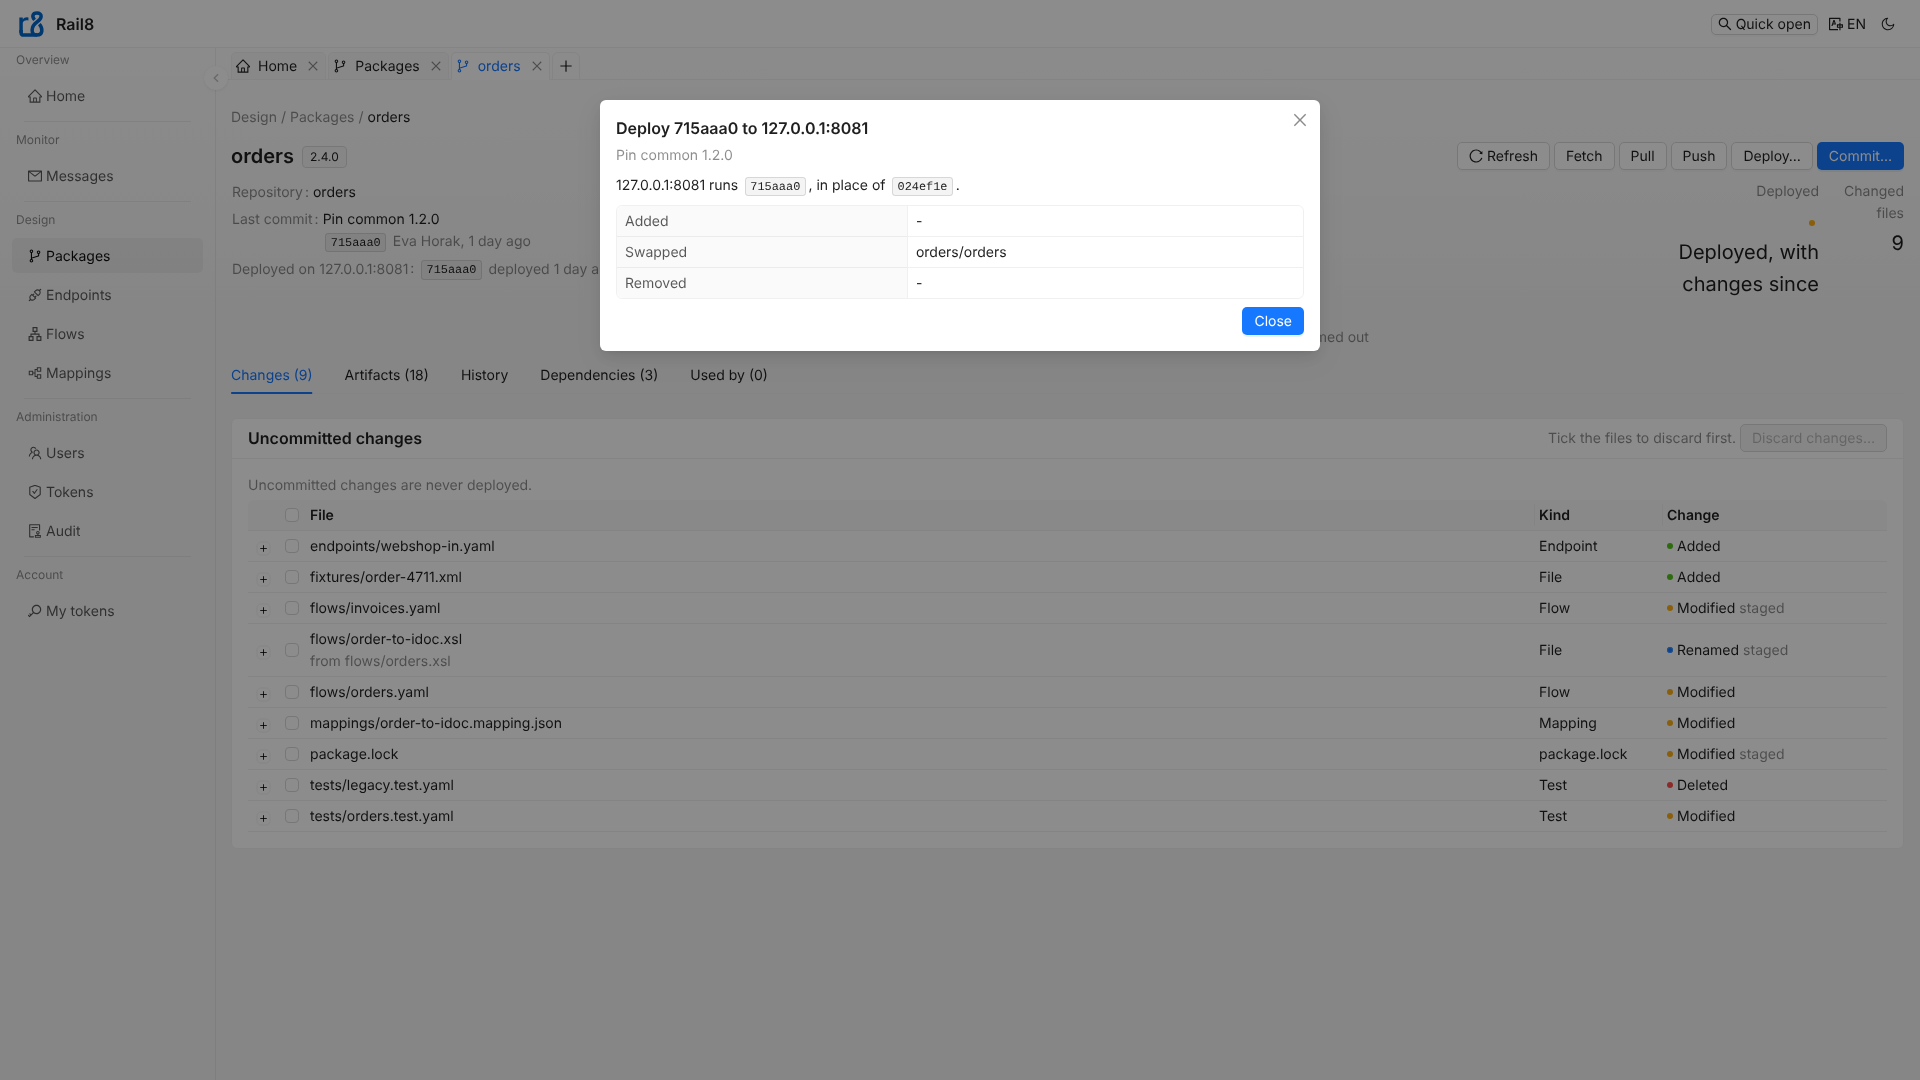 Rail8
Quick open
EN
Overview
Home
Monitor
Messages
Design
Packages
Endpoints
Flows
Mappings
Administration
Users
Tokens
Audit
Account
My tokens
Home
Packages
orders
Design / Packages / orders
orders 2.4.0
Refresh
Fetch
Pull
Push
Deploy...
Commit...
Repository: orders
Last commit: Pin common 1.2.0
715aaa0 Eva Horak, 1 day ago
Deployed on 127.0.0.1:8081: 715aaa0 deployed 1 day a
Deployed
Deployed, with
changes since
Changed
files
9
Deploy 715aaa0 to 127.0.0.1:8081
Pin common 1.2.0
127.0.0.1:8081 runs 715aaa0, in place of 024ef1e.
Added -
Swapped orders/orders
Removed -
Close
out
Changes (9)
Artifacts (18)
History
Dependencies (3)
Used by (0)
Uncommitted changes
Tick the files to discard first.
Discard changes...
Uncommitted changes are never deployed.
File Kind Change
+ endpoints/webshop-in.yaml Endpoint Added
+ fixtures/order-4711.xml File Added
+ flows/invoices.yaml Flow Modified staged
+ flows/order-to-idoc.xsl File Renamed staged
from flows/orders.xsl
+ flows/orders.yaml Flow Modified
+ mappings/order-to-idoc.mapping.json Mapping Modified
+ package.lock package.lock Modified staged
+ tests/legacy.test.yaml Test Deleted
+ tests/orders.test.yaml Test Modified